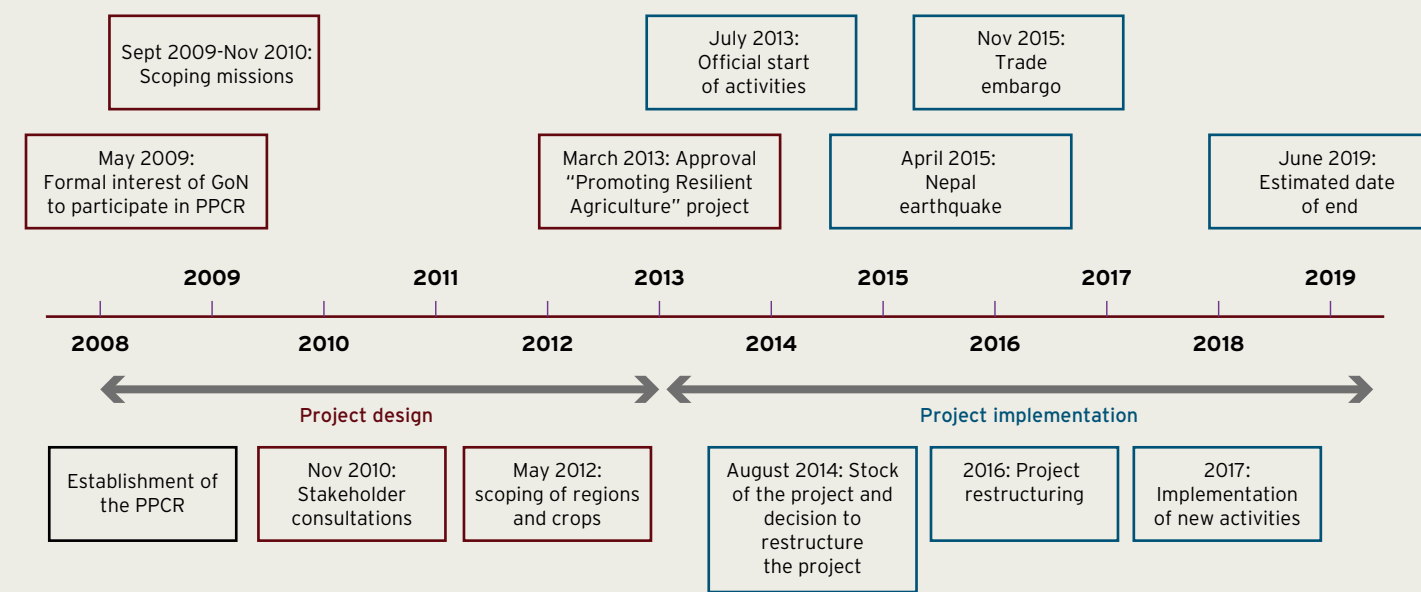 Sept 2009-Nov 2010:
Scoping missions
July 2013:
Official start
of activities
Nov 2015:
Trade
embargo
May 2009:
Formal interest of GoN
to participate in PPCR
March 2013: Approval
“Promoting Resilient
Agriculture” project
April 2015:
Nepal
earthquake
June 2019:
Estimated date
of end
2009
2011
2013
2015
2017
2019
2008
2010
2012
2014
2016
2018
Project design
Project implementation
Establishment of
the PPCR
Nov 2010:
Stakeholder
consultations
May 2012:
scoping of regions
and crops
August 2014: Stock
of the project and
decision to
restructure
the project
2016: Project
restructuring
2017:
Implementation
of new activities